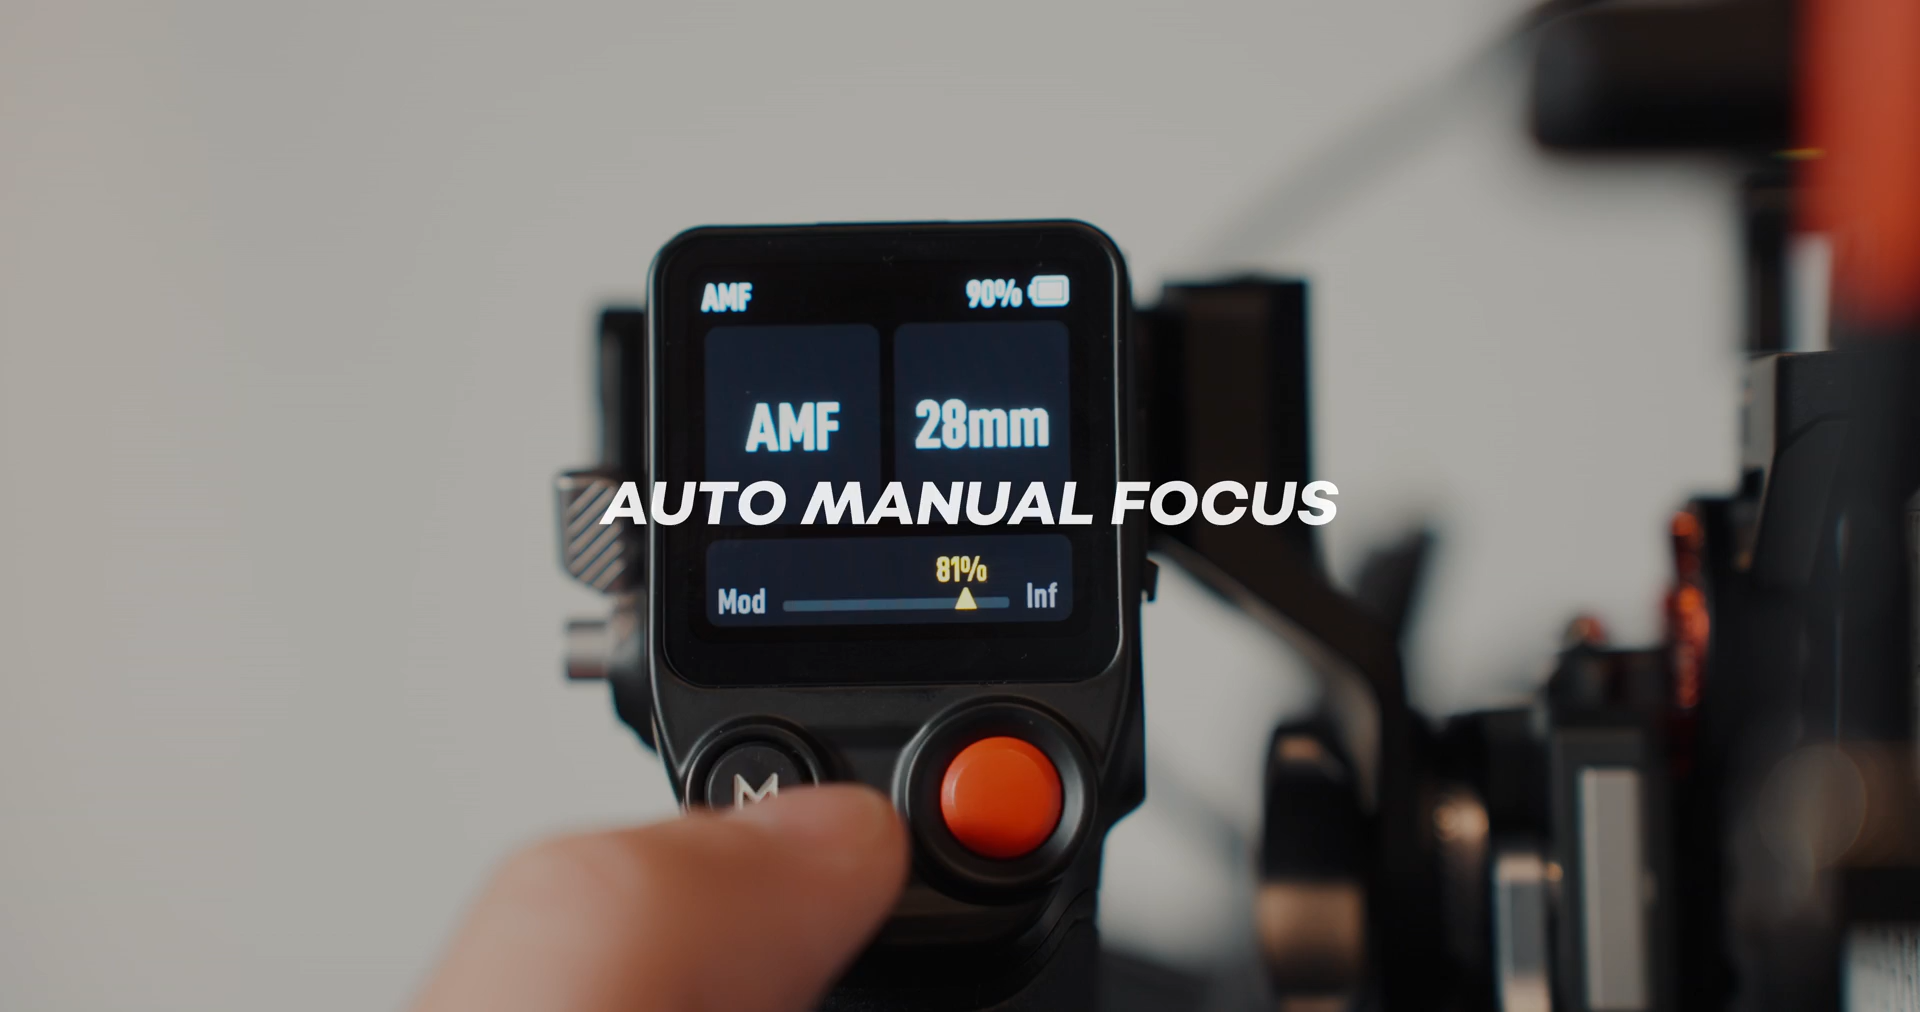 AMF 90%
AMF 28mm
AUTO MANUAL FOCUS
81%
Mod Inf
M